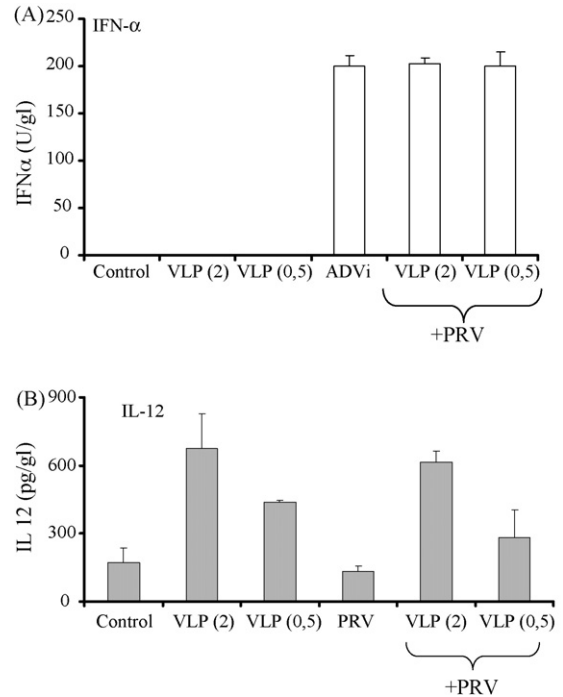 (A)
IFN-α
IFNα (U/gl)
250
200
150
100
50
0
Control VLP (2) VLP (0,5) ADVi VLP (2) VLP (0,5)
+PRV
(B)
IL-12
IL 12 (pg/gl)
900
600
300
0
Control VLP (2) VLP (0,5) PRV VLP (2) VLP (0,5)
+PRV